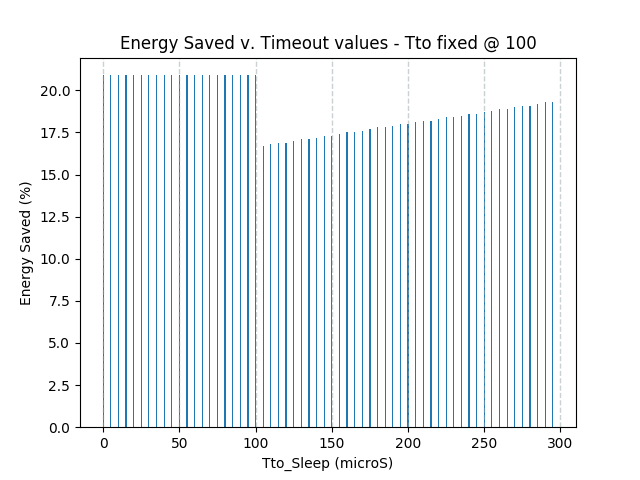 Energy Saved v. Timeout values - Tto fixed @ 100
Energy Saved (%)
20.0
17.5
15.0
12.5
10.0
7.5
5.0
2.5
0.0
0 50 100 150 200 250 300
Tto_Sleep (microS)